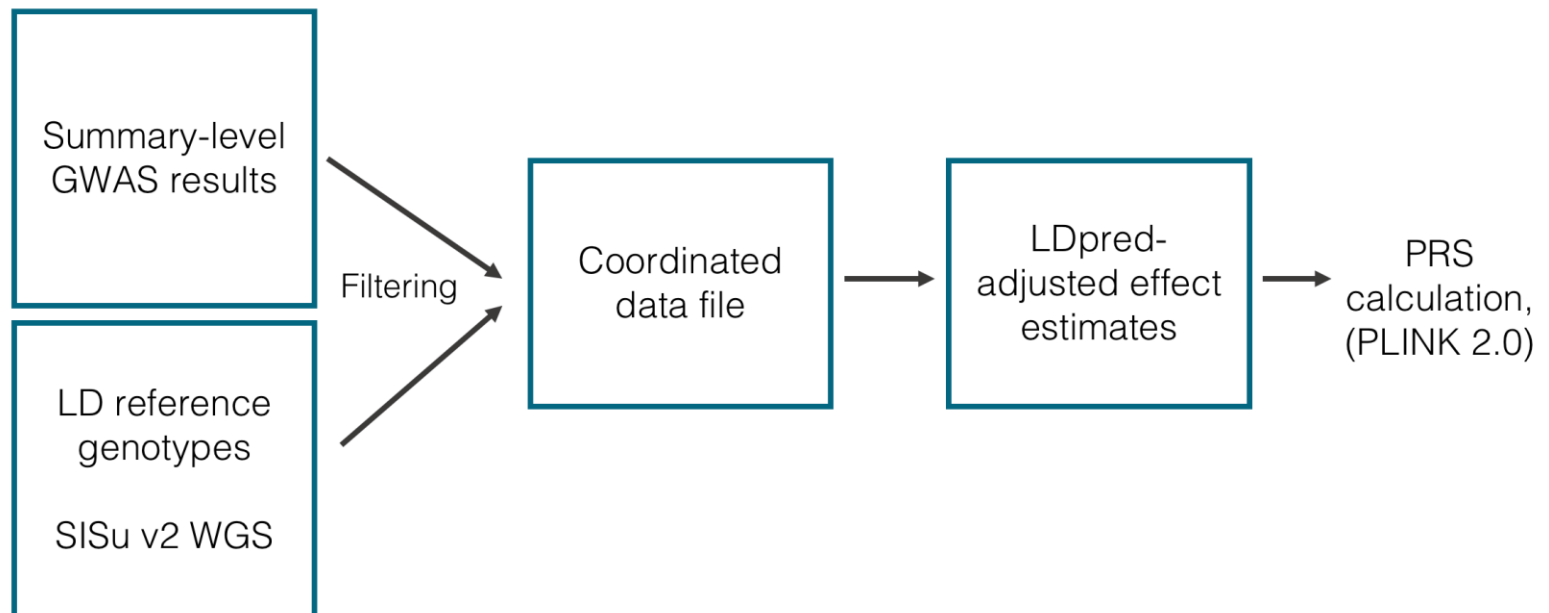 Summary-level
GWAS results
LD reference
genotypes
SISu v2 WGS
Filtering
Coordinated
data file
LDpred-
adjusted effect
estimates
PRS
calculation,
(PLINK 2.0)